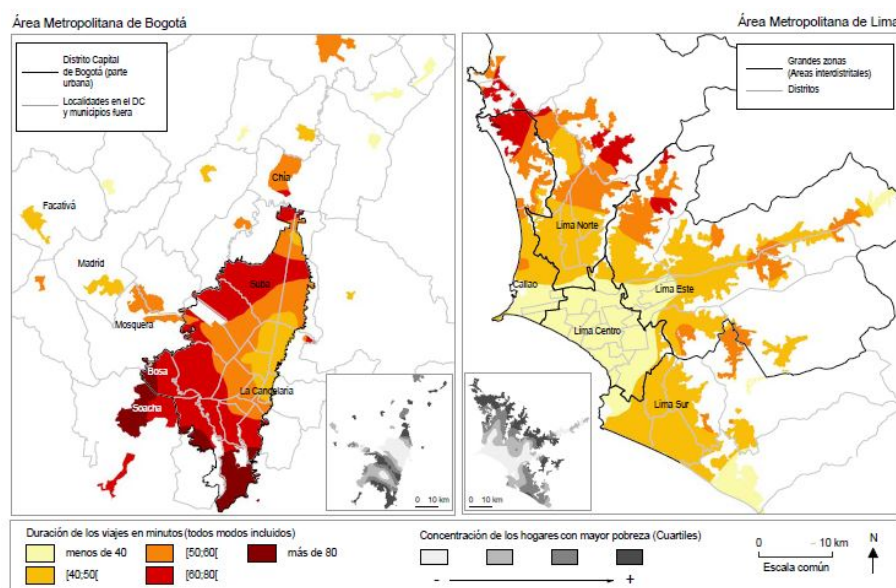 Área Metropolitana de Bogotá
Distrito Capital
de Bogotá (parte
urbana)
Localidades en el DC
y municipios fuera
Chía
Facativá
Madrid
Mosquera
Suba
Bosa
La Candelaria
Soacha
0 10 km
Área Metropolitana de Lima
Grandes zonas
(Areas interdistritales)
Distritos
Lima Norte
Callao
Lima Este
Lima Centro
Lima Sur
0 10 km
Duración de los viajes en minutos (todos modos incluidos)
menos de 40
[50;60[
más de 80
[40;50[
[60;80[
Concentración de los hogares con mayor pobreza (Cuartiles)
- +
0 10 km
Escala común
N